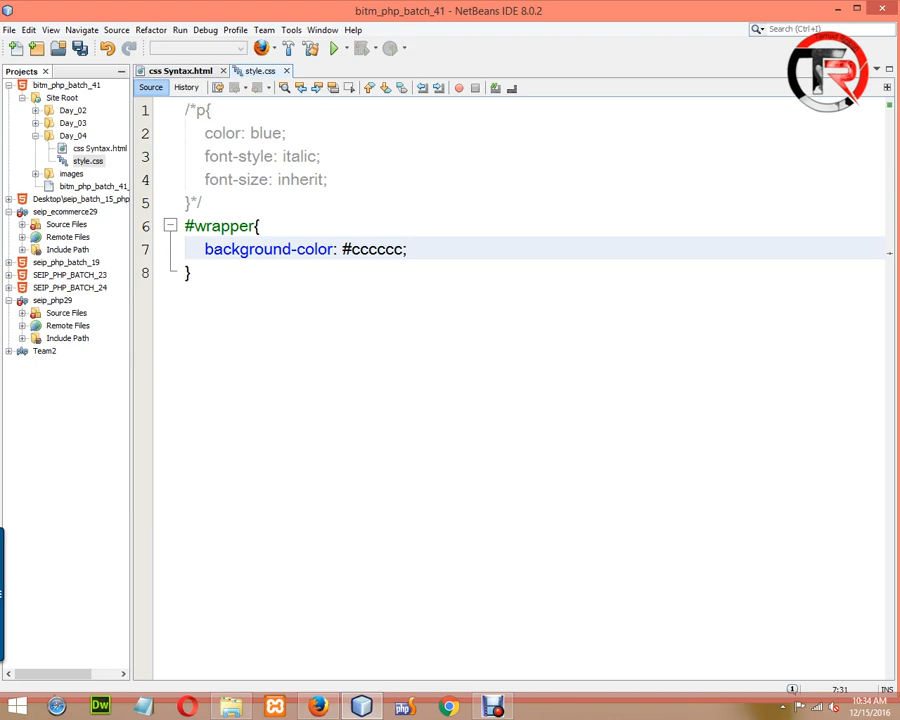 bitm_php_batch_41 - NetBeans IDE 8.0.2
File Edit View Navigate Source Refactor Run Debug Profile Team Tools Window Help
Search (Ctrl+I)
Projects
css Syntax.html
style.css
Source
History
bitm_php_batch_41
Site Root
Day_02
Day_03
Day_04
css Syntax.html
style.css
images
bitm_php_batch_41_
Desktop\seip_batch_15_php
seip_ecommerce29
Source Files
Remote Files
Include Path
seip_php_batch_19
SEIP_PHP_BATCH_23
SEIP_PHP_BATCH_24
seip_php29
Source Files
Remote Files
Include Path
Team2
1 /*p{
2 color: blue;
3 font-style: italic;
4 font-size: inherit;
5 }*/
6 #wrapper{
7 background-color: #cccccc;
8 }
1
7:31
INS
Dw
php
10:34 AM
12/15/2016